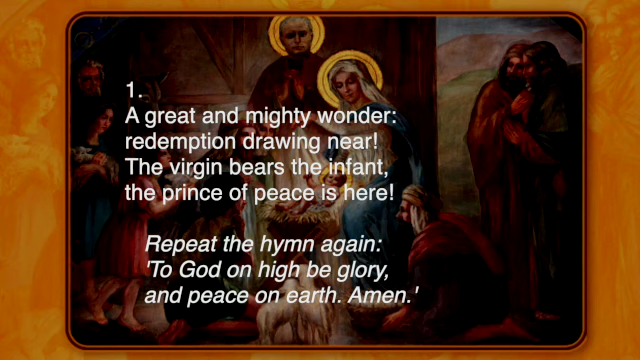 1.
A great and mighty wonder:
redemption drawing near!
The virgin bears the infant,
the prince of peace is here!
Repeat the hymn again:
'To God on high be glory,
and peace on earth. Amen.'